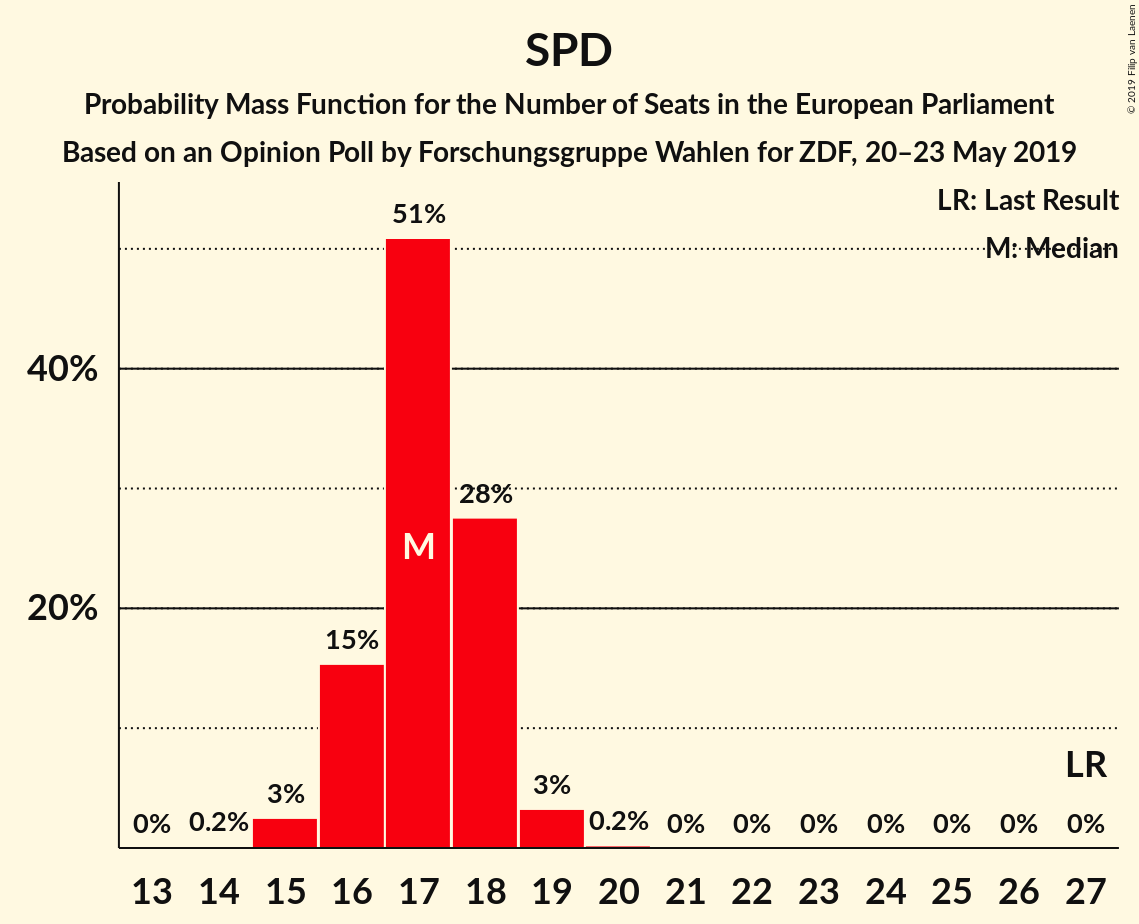 SPD
Probability Mass Function for the Number of Seats in the European Parliament
Based on an Opinion Poll by Forschungsgruppe Wahlen for ZDF, 20–23 May 2019
© 2019 Filip van Laenen
LR: Last Result
M: Median
51%
40%
28%
M
20%
15%
LR
3%
3%
0% 0.2% 0.2% 0% 0% 0% 0% 0% 0% 0%
13 14 15 16 17 18 19 20 21 22 23 24 25 26 27